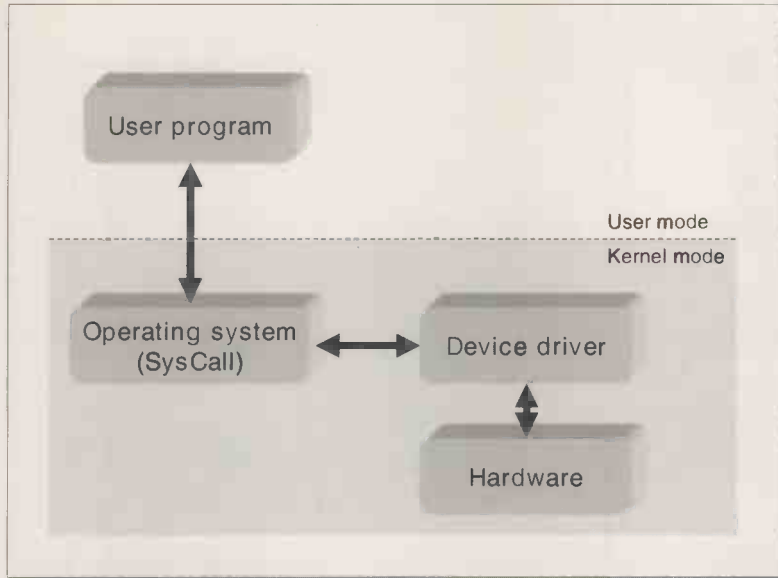 User program
User mode
Kernel mode
Operating system
(SysCall)
Device driver
Hardware